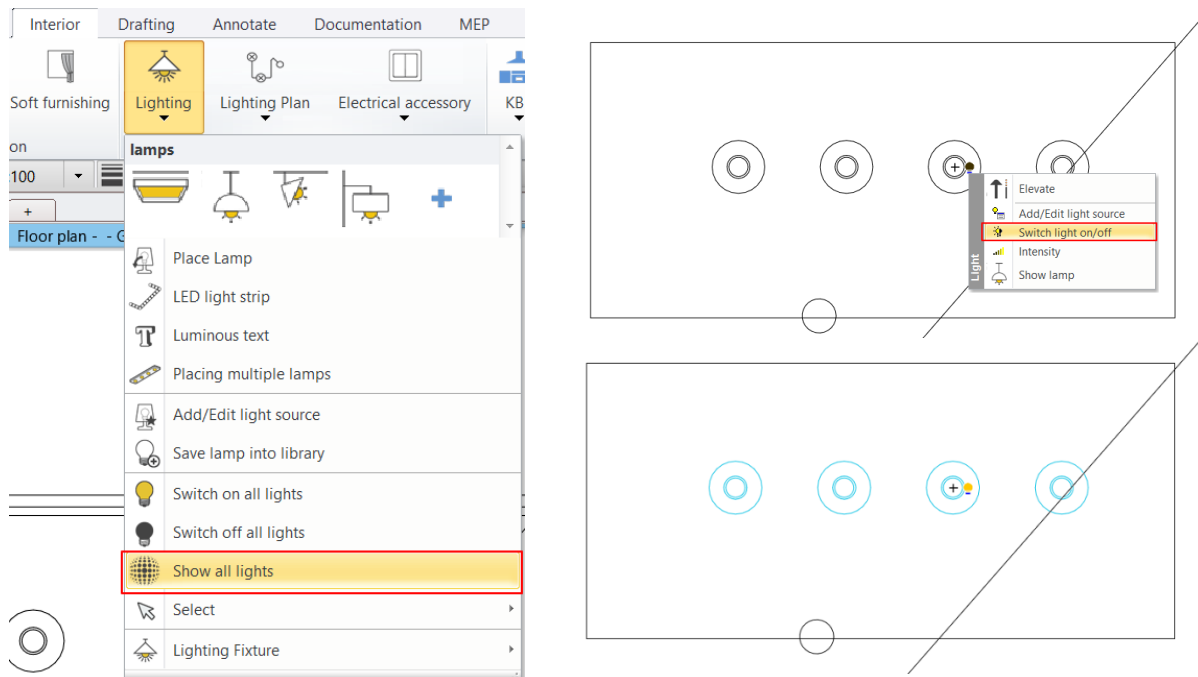 Interior Drafting Annotate Documentation MEP
Soft furnishing Lighting Lighting Plan Electrical accessory KB
on
100
+
Floor plan - - G
lamps
Place Lamp
LED light strip
Luminous text
Placing multiple lamps
Add/Edit light source
Save lamp into library
Switch on all lights
Switch off all lights
Show all lights
Select
Lighting Fixture
Light
Elevate
Add/Edit light source
Switch light on/off
Intensity
Show lamp